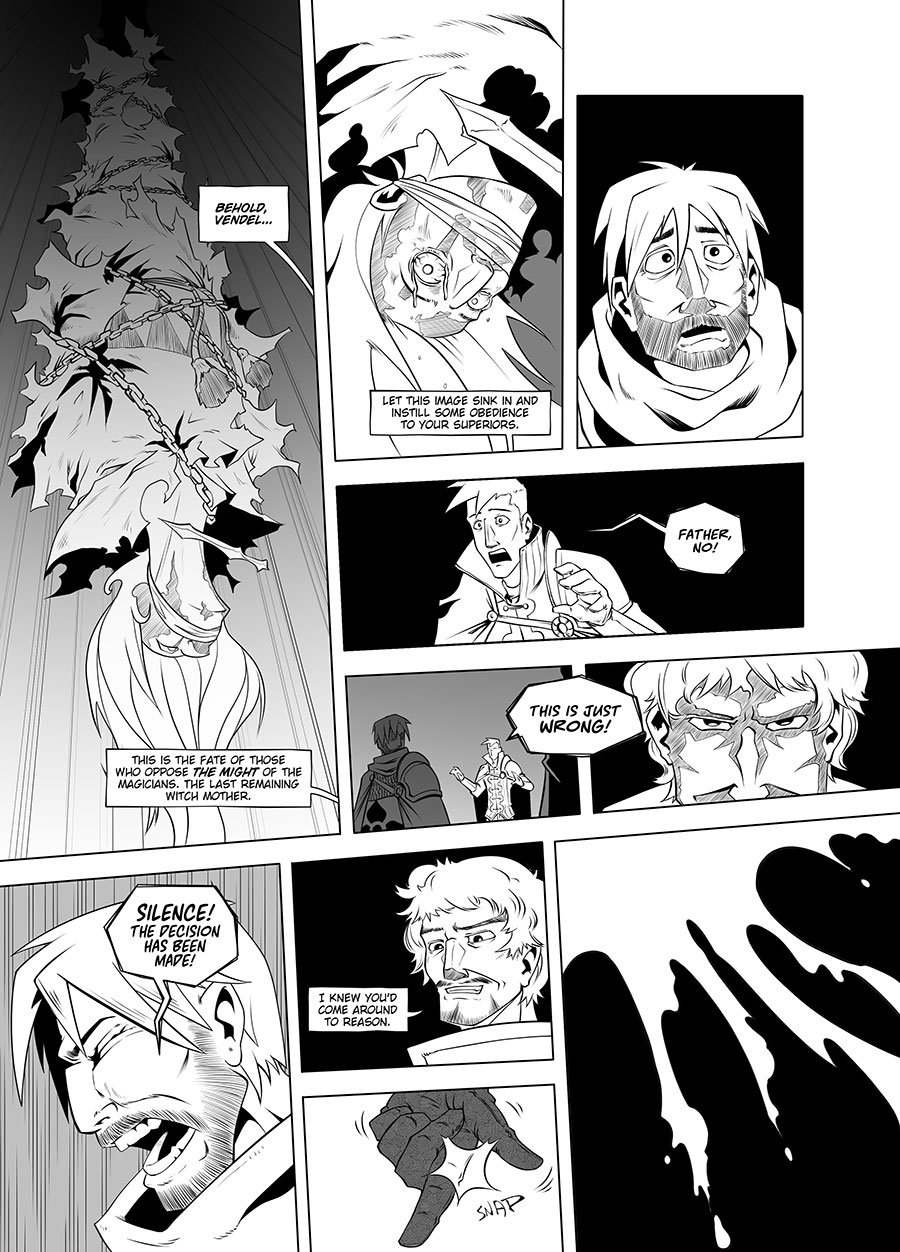 BEHOLD,
VENDEL...
LET THIS IMAGE SINK IN AND
INSTILL SOME OBEDIENCE
TO YOUR SUPERIORS.
THIS IS THE FATE OF THOSE
WHO OPPOSE THE MIGHT OF THE
MAGICIANS. THE LAST REMAINING
WITCH MOTHER.
FATHER,
NO!
THIS IS JUST
WRONG!
SILENCE!
THE DECISION
HAS BEEN
MADE!
I KNEW YOU'D
COME AROUND
TO REASON.
SNAP